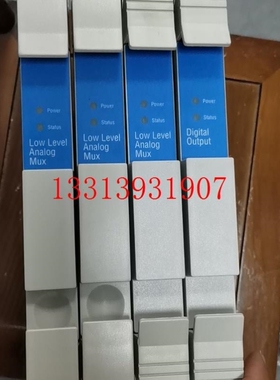 Power
Status
Low Level
Analog
Mux
Power
Status
Low Level
Analog
Mux
Power
Status
Low Level
Analog
Mux
Power
Status
Digital
Output
13313931907